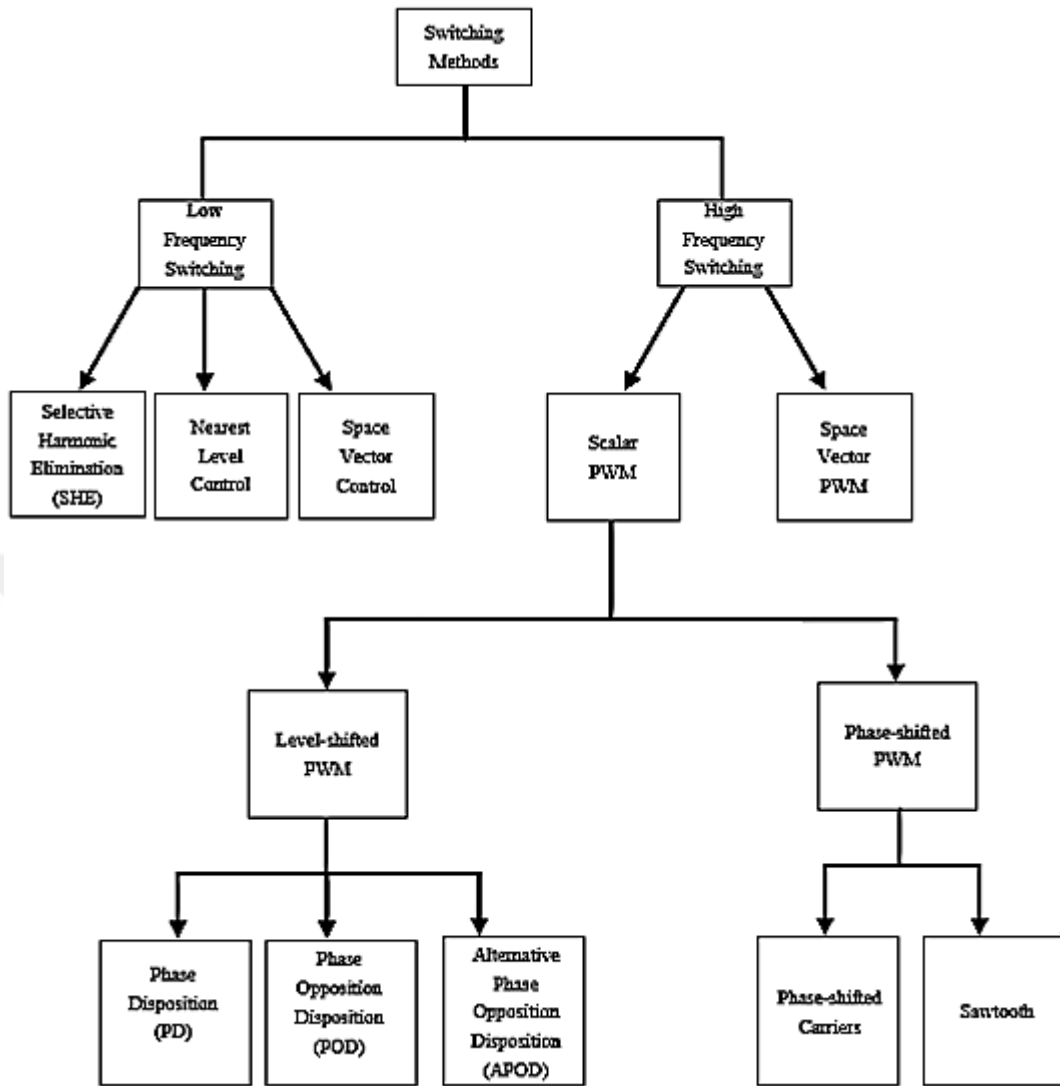 Switching
Methods
Low
Frequency
Switching
High
Frequency
Switching
Selective
Harmonic
Elimination
(SHE)
Nearest
Level
Control
Space
Vector
Control
Scalar
PWM
Space
Vector
PWM
Level-shifted
PWM
Phase-shifted
PWM
Phase
Disposition
(PD)
Phase
Opposition
Disposition
(POD)
Alternative
Phase
Opposition
Disposition
(APOD)
Phase-shifted
Carriers
Sawtooth